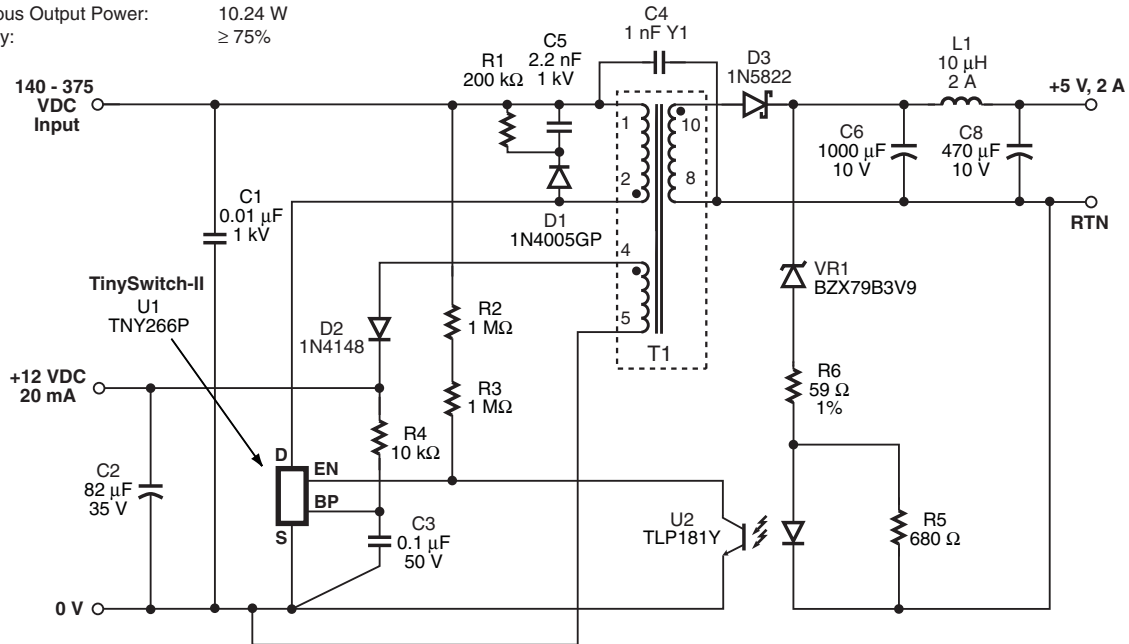 ous Output Power: 10.24 W
y: ≥ 75%
C4
1 nF Y1
C5
2.2 nF
1 kV
R1
200 kΩ
D3
1N5822
L1
10 µH
2 A
140 - 375
VDC
Input
+5 V, 2 A
1
10
C6
1000 µF
10 V
C8
470 µF
10 V
2
8
C1
0.01 µF
1 kV
D1
1N4005GP
RTN
4
TinySwitch-II
U1
TNY266P
VR1
BZX79B3V9
D2
1N4148
R2
1 MΩ
5
T1
+12 VDC
20 mA
R3
1 MΩ
R6
59 Ω
1%
R4
10 kΩ
D
EN
C2
82 µF
35 V
BP
S
C3
0.1 µF
50 V
U2
TLP181Y
R5
680 Ω
0 V